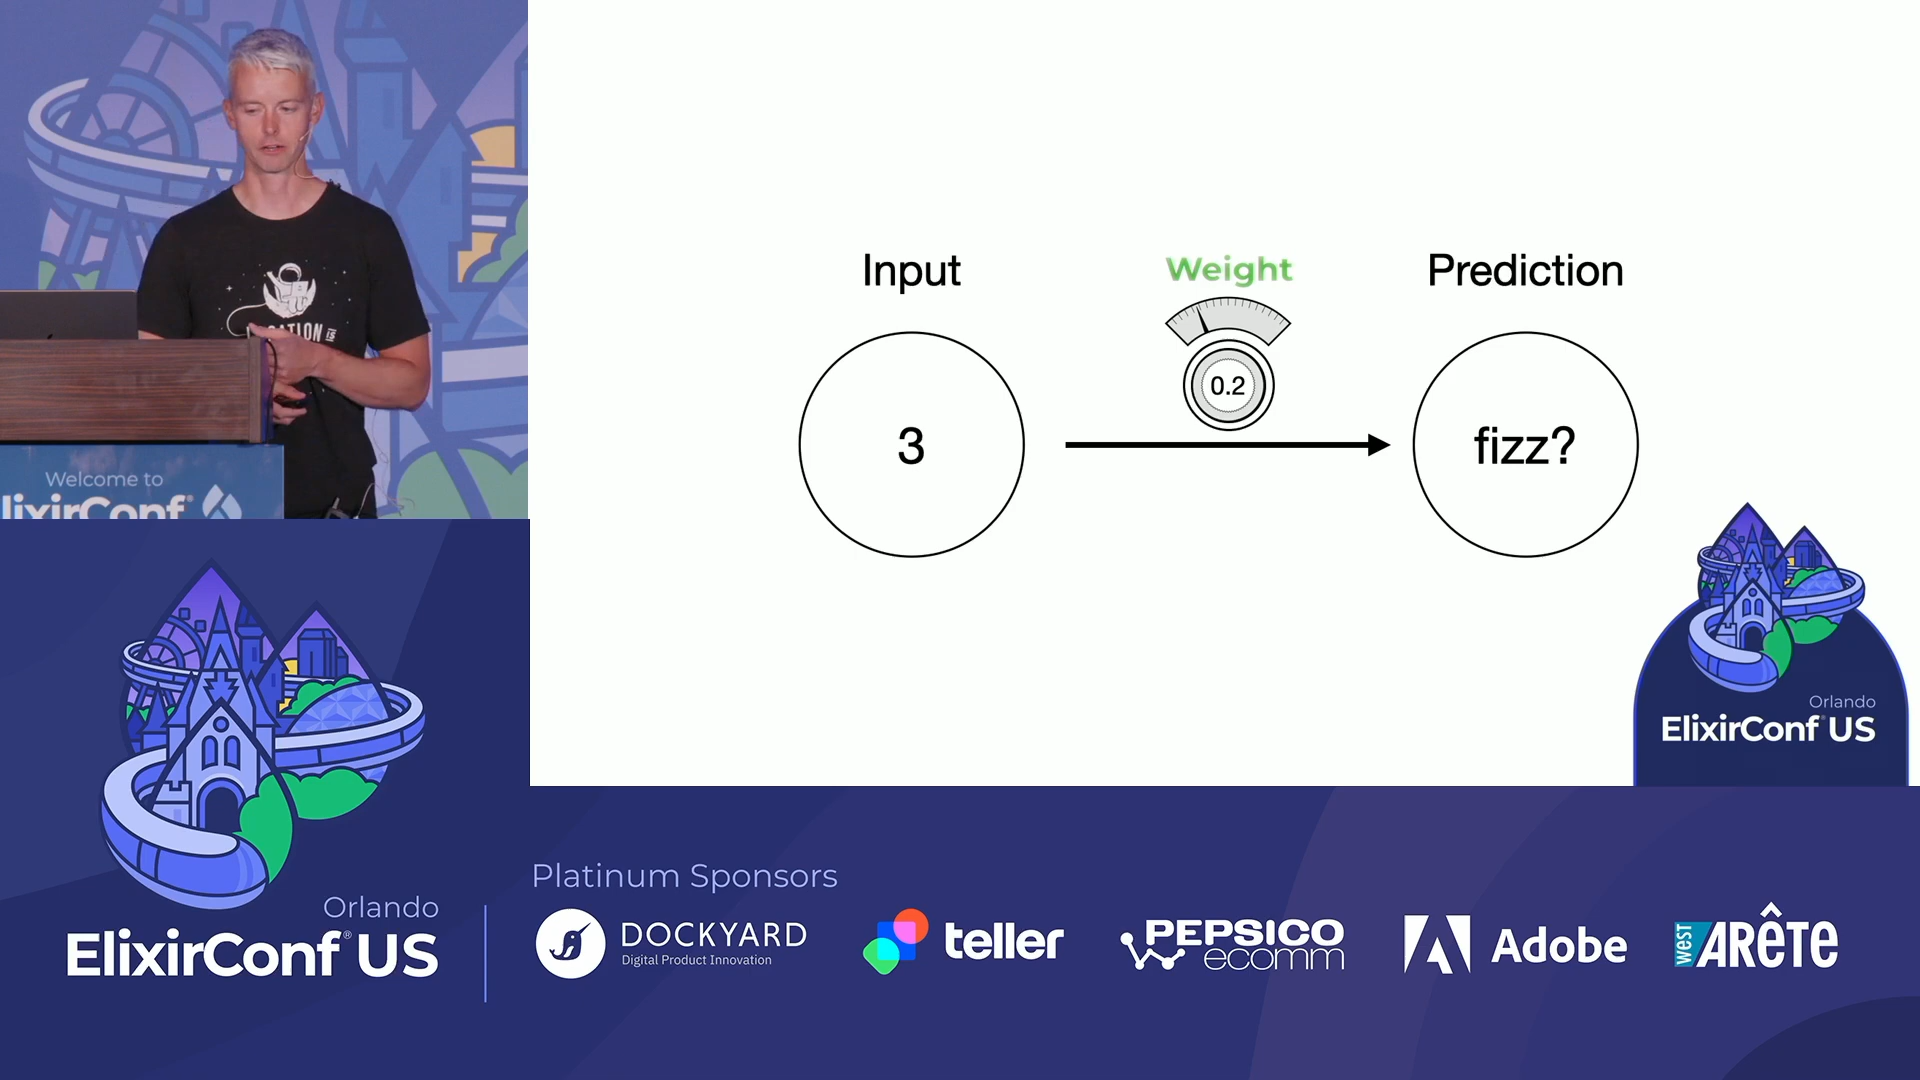 Input
Weight
Prediction
3
0.2
fizz?
Welcome to
lixirConf
Orlando
ElixirConf US
Orlando
ElixirConf® US
Platinum Sponsors
DOCKYARD
Digital Product Innovation
teller
PEPSICO
ecomm
Adobe
west
ARÊTE